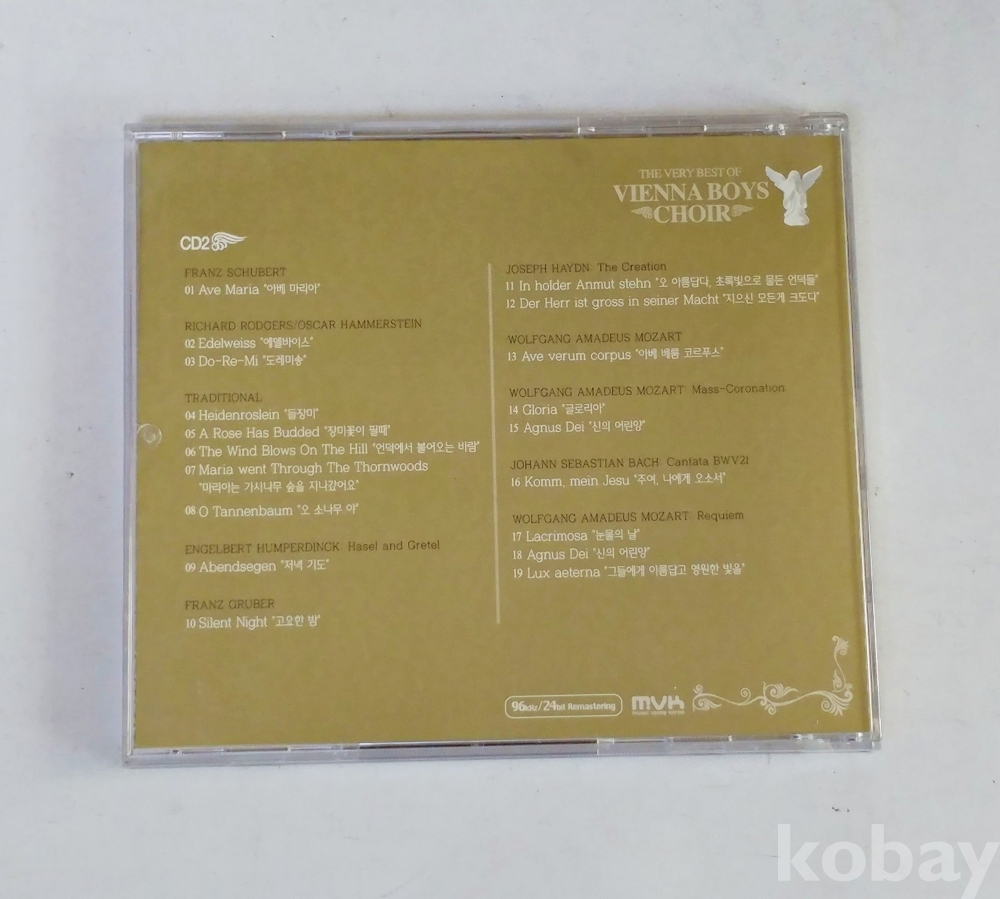 THE VERY BEST OF
VIENNA BOYS
CHOIR
CD2
FRANZ SCHUBERT
01 Ave Maria "아베 마리아"
RICHARD RODGERS/OSCAR HAMMERSTEIN
02 Edelweiss "에델바이스"
03 Do-Re-Mi "도레미송"
TRADITIONAL
04 Heidenroslein "들장미"
05 A Rose Has Budded "장미꽃이 필때"
06 The Wind Blows On The Hill "언덕에서 불어오는 바람"
07 Maria went Through The Thornwoods
"마리아는 가시나무 숲을 지나갔어요"
08 O Tannenbaum "오 소나무 야"
ENGELBERT HUMPERDINCK: Hasel and Gretel
09 Abendsegen "저녁 기도"
FRANZ GRUBER
10 Silent Night "고요한 밤"
JOSEPH HAYDN: The Creation
11 In holder Anmut stehn "오 아름답다, 초록빛으로 물든 언덕들"
12 Der Herr ist gross in seiner Macht "지으신 모든게 크도다"
WOLFGANG AMADEUS MOZART
13 Ave verum corpus "아베 베룸 코르푸스"
WOLFGANG AMADEUS MOZART: Mass-Coronation
14 Gloria "글로리아"
15 Agnus Dei "신의 어린양"
JOHANN SEBASTIAN BACH: Cantata BWV21
16 Komm, mein Jesu "주여, 나에게 오소서"
WOLFGANG AMADEUS MOZART: Requiem
17 Lacrimosa "눈물의 날"
18 Agnus Dei "신의 어린양"
19 Lux aeterna "그들에게 아름답고 영원한 빛을"
96kHz/24bit Remastering
mvk
kobay